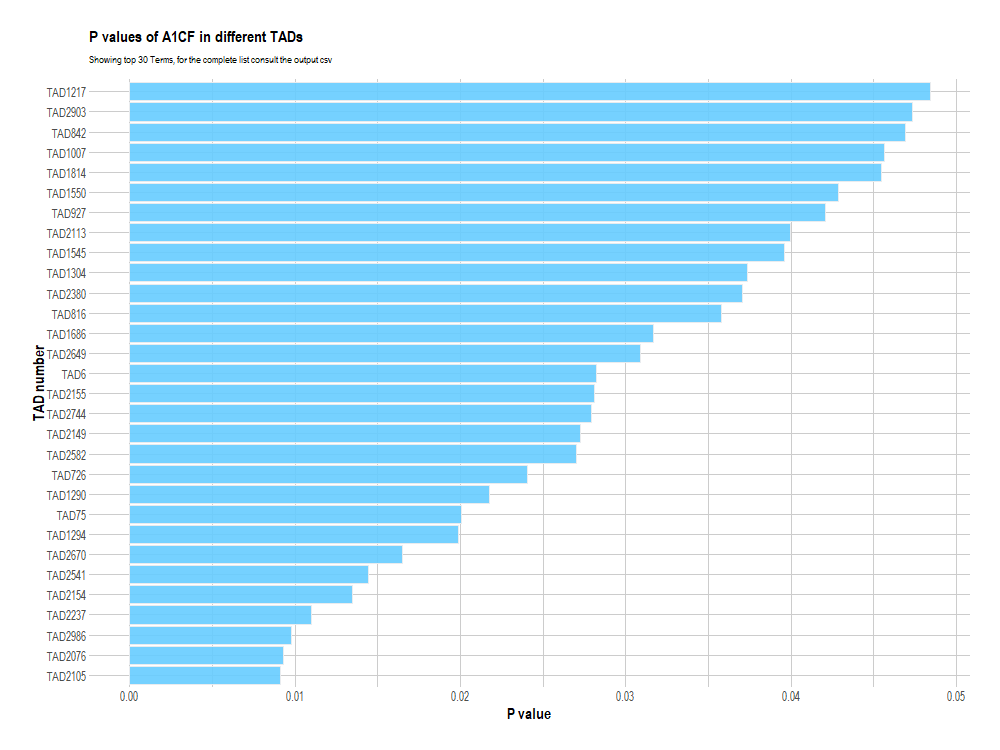 P values of A1CF in different TADs
Showing top 30 Terms, for the complete list consult the output csv
TAD1217
TAD2903
TAD842
TAD1007
TAD1814
TAD1550
TAD927
TAD2113
TAD1545
TAD1304
TAD2380
TAD816
TAD1686
TAD2649
TAD6
TAD2155
TAD2744
TAD2149
TAD2582
TAD726
TAD1290
TAD75
TAD1294
TAD2670
TAD2541
TAD2154
TAD2237
TAD2986
TAD2076
TAD2105
TAD number
0.00 0.01 0.02 0.03 0.04 0.05
P value